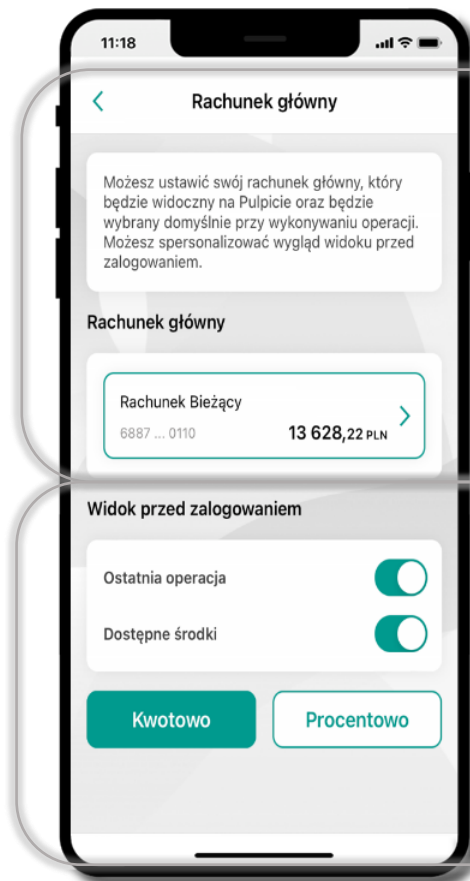 11:18
Rachunek główny
Możesz ustawić swój rachunek główny, który
będzie widoczny na Pulpicie oraz będzie
wybrany domyślnie przy wykonywaniu operacji.
Możesz spersonalizować wygląd widoku przed
zalogowaniem.
Rachunek główny
Rachunek Bieżący
6887 ... 0110
13 628,22 PLN
Widok przed zalogowaniem
Ostatnia operacja
Dostępne środki
Kwotowo
Procentowo